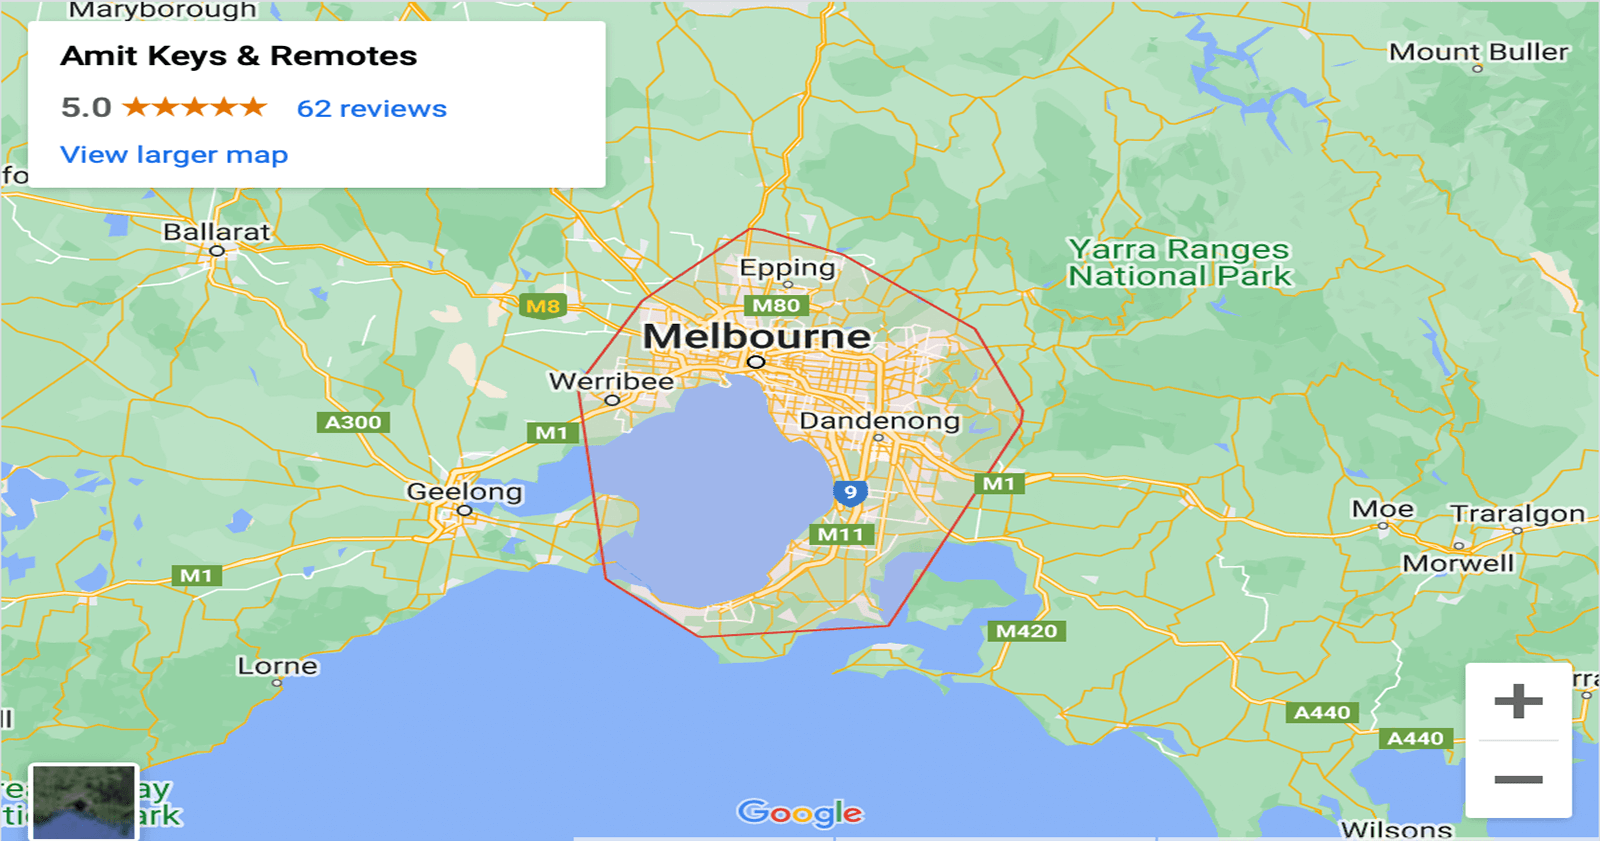 Maryborough
Amit Keys & Remotes
5.0 62 reviews
View larger map
Mount Buller
Ballarat
Yarra Ranges
National Park
Epping
M8
M80
Melbourne
Werribee
A300
M1
Dandenong
Geelong
M1
9
M11
Moe
Traralgon
Morwell
M1
M420
Lorne
A440
A440
Google
Wilsons